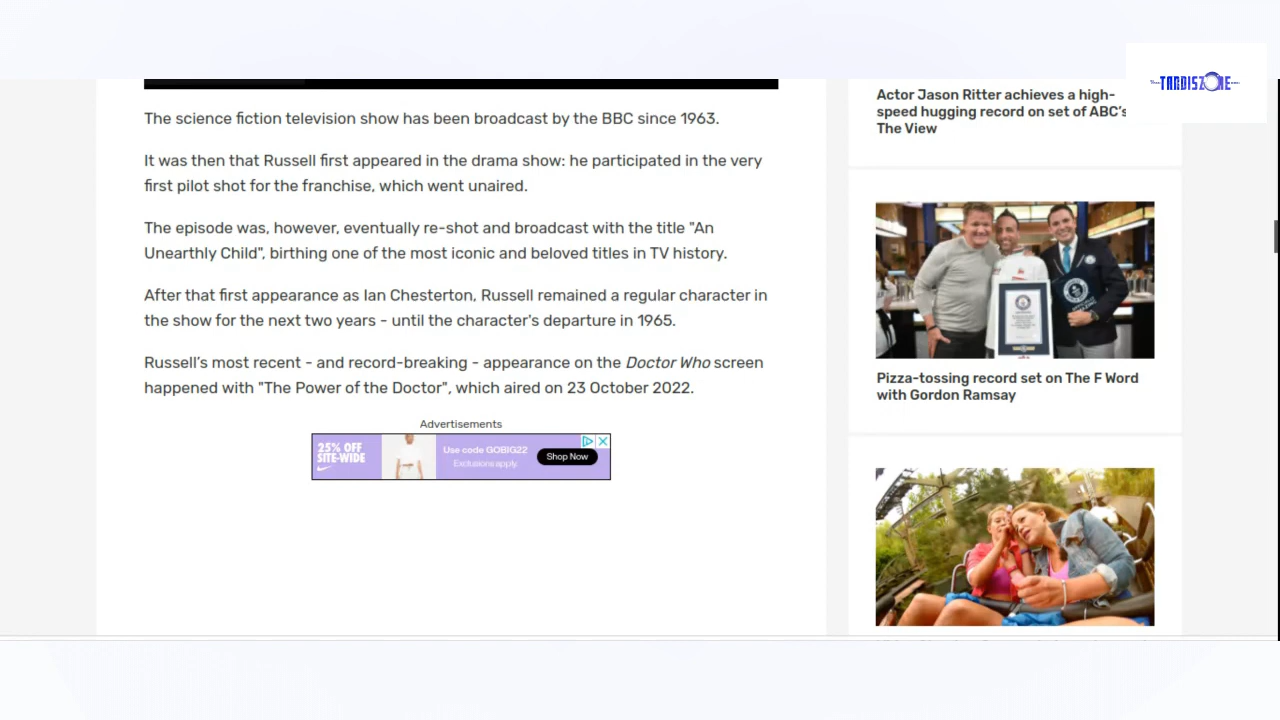 The science fiction television show has been broadcast by the BBC since 1963.
It was then that Russell first appeared in the drama show: he participated in the very
first pilot shot for the franchise, which went unaired.
The episode was, however, eventually re-shot and broadcast with the title "An
Unearthly Child", birthing one of the most iconic and beloved titles in TV history.
After that first appearance as Ian Chesterton, Russell remained a regular character in
the show for the next two years - until the character's departure in 1965.
Russell's most recent - and record-breaking - appearance on the Doctor Who screen
happened with "The Power of the Doctor", which aired on 23 October 2022.
Advertisements
25% OFF
SITE-WIDE
Use code GOBIG22
Exclusions apply.
Shop Now
TARDISZONE
Actor Jason Ritter achieves a high-
speed hugging record on set of ABC's
The View
Pizza-tossing record set on The F Word
with Gordon Ramsay